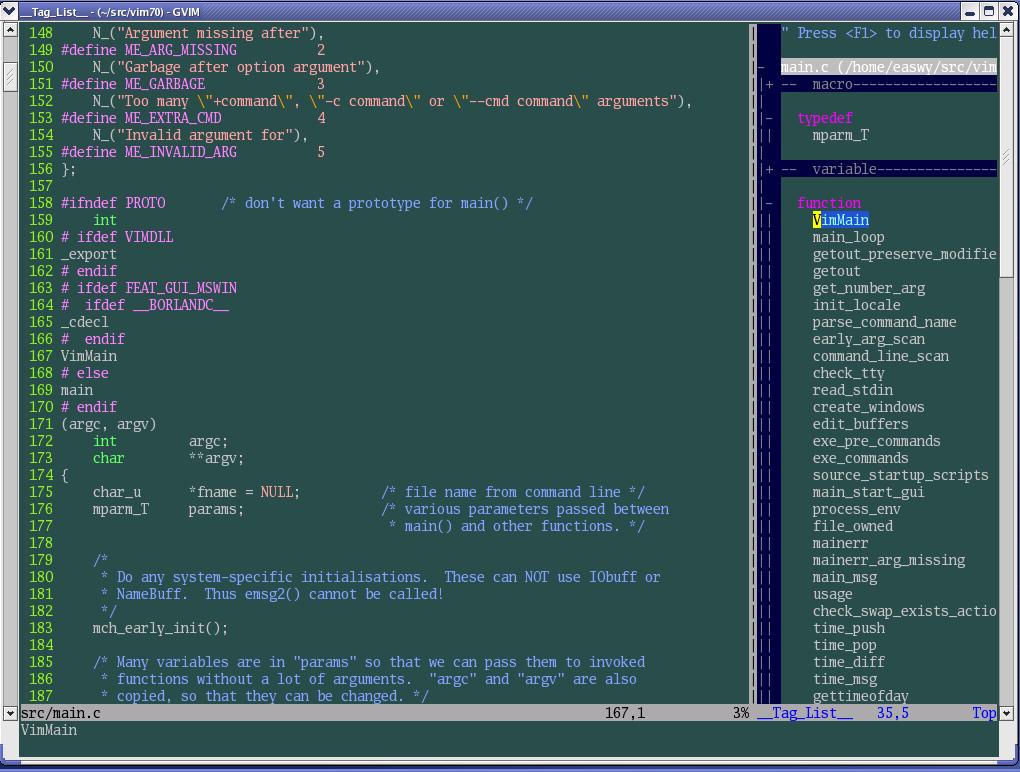 __Tag_List__ - (~/src/vim70) - GVIM
148     N_("Argument missing after"),
149 #define ME_ARG_MISSING          2
150     N_("Garbage after option argument"),
151 #define ME_GARBAGE              3
152     N_("Too many \"+command\", \"-c command\" or \"--cmd command\" arguments"),
153 #define ME_EXTRA_CMD            4
154     N_("Invalid argument for"),
155 #define ME_INVALID_ARG          5
156 };
157
158 #ifndef PROTO       /* don't want a prototype for main() */
159     int
160 # ifdef VIMDLL
161 _export
162 # endif
163 # ifdef FEAT_GUI_MSWIN
164 #  ifdef __BORLANDC__
165 _cdecl
166 #  endif
167 VimMain
168 # else
169 main
170 # endif
171 (argc, argv)
172     int         argc;
173     char        **argv;
174 {
175     char_u      *fname = NULL;          /* file name from command line */
176     mparm_T     params;                 /* various parameters passed between
177                                          * main() and other functions. */
178
179     /*
180      * Do any system-specific initialisations.  These can NOT use IObuff or
181      * NameBuff.  Thus emsg2() cannot be called!
182      */
183     mch_early_init();
184
185     /* Many variables are in "params" so that we can pass them to invoked
186      * functions without a lot of arguments.  "argc" and "argv" are also
187      * copied, so that they can be changed. */
src/main.c                                                               167,1           3%
VimMain
" Press <F1> to display hel
- main.c (/home/easwy/src/vim
|+ --  macro------------------
|
|-  typedef
||    mparm_T
|
|+ --  variable---------------
|
|-  function
||    VimMain
||    main_loop
||    getout_preserve_modifie
||    getout
||    get_number_arg
||    init_locale
||    parse_command_name
||    early_arg_scan
||    command_line_scan
||    check_tty
||    read_stdin
||    create_windows
||    edit_buffers
||    exe_pre_commands
||    exe_commands
||    source_startup_scripts
||    main_start_gui
||    process_env
||    file_owned
||    mainerr
||    mainerr_arg_missing
||    main_msg
||    usage
||    check_swap_exists_actio
||    time_push
||    time_pop
||    time_diff
||    time_msg
||    gettimeofday
__Tag_List__   35,5        Top